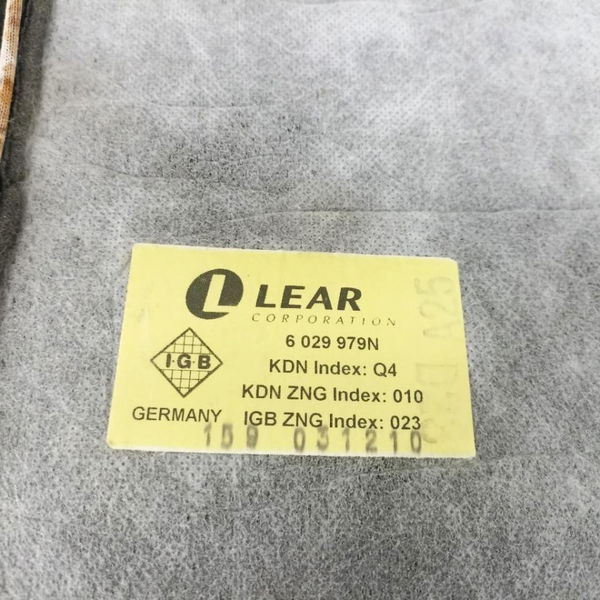 L LEAR
CORPORATION
6 029 979N
I·G·B
KDN Index: Q4
KDN ZNG Index: 010
GERMANY IGB ZNG Index: 023
159 031210
A25